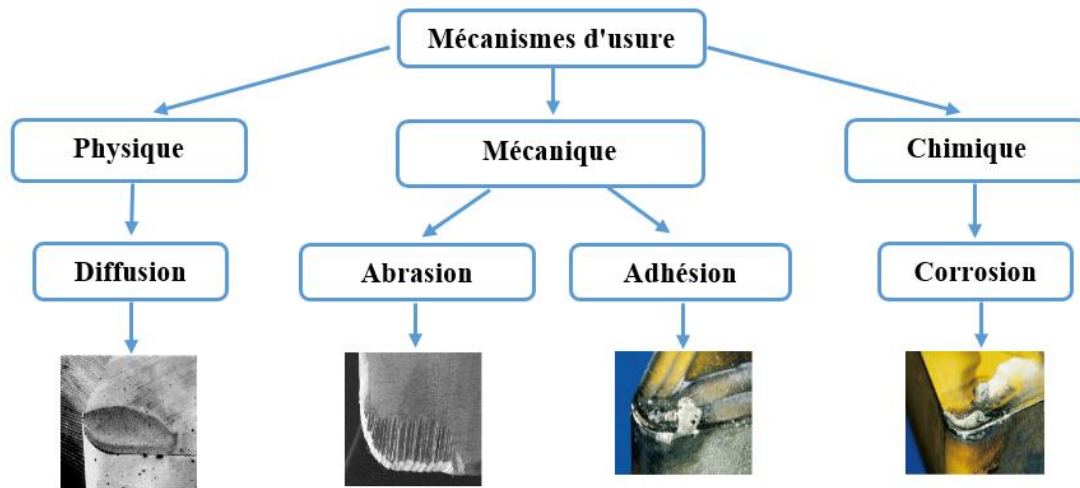 Mécanismes d'usure
Physique
Mécanique
Chimique
Diffusion
Abrasion
Adhésion
Corrosion